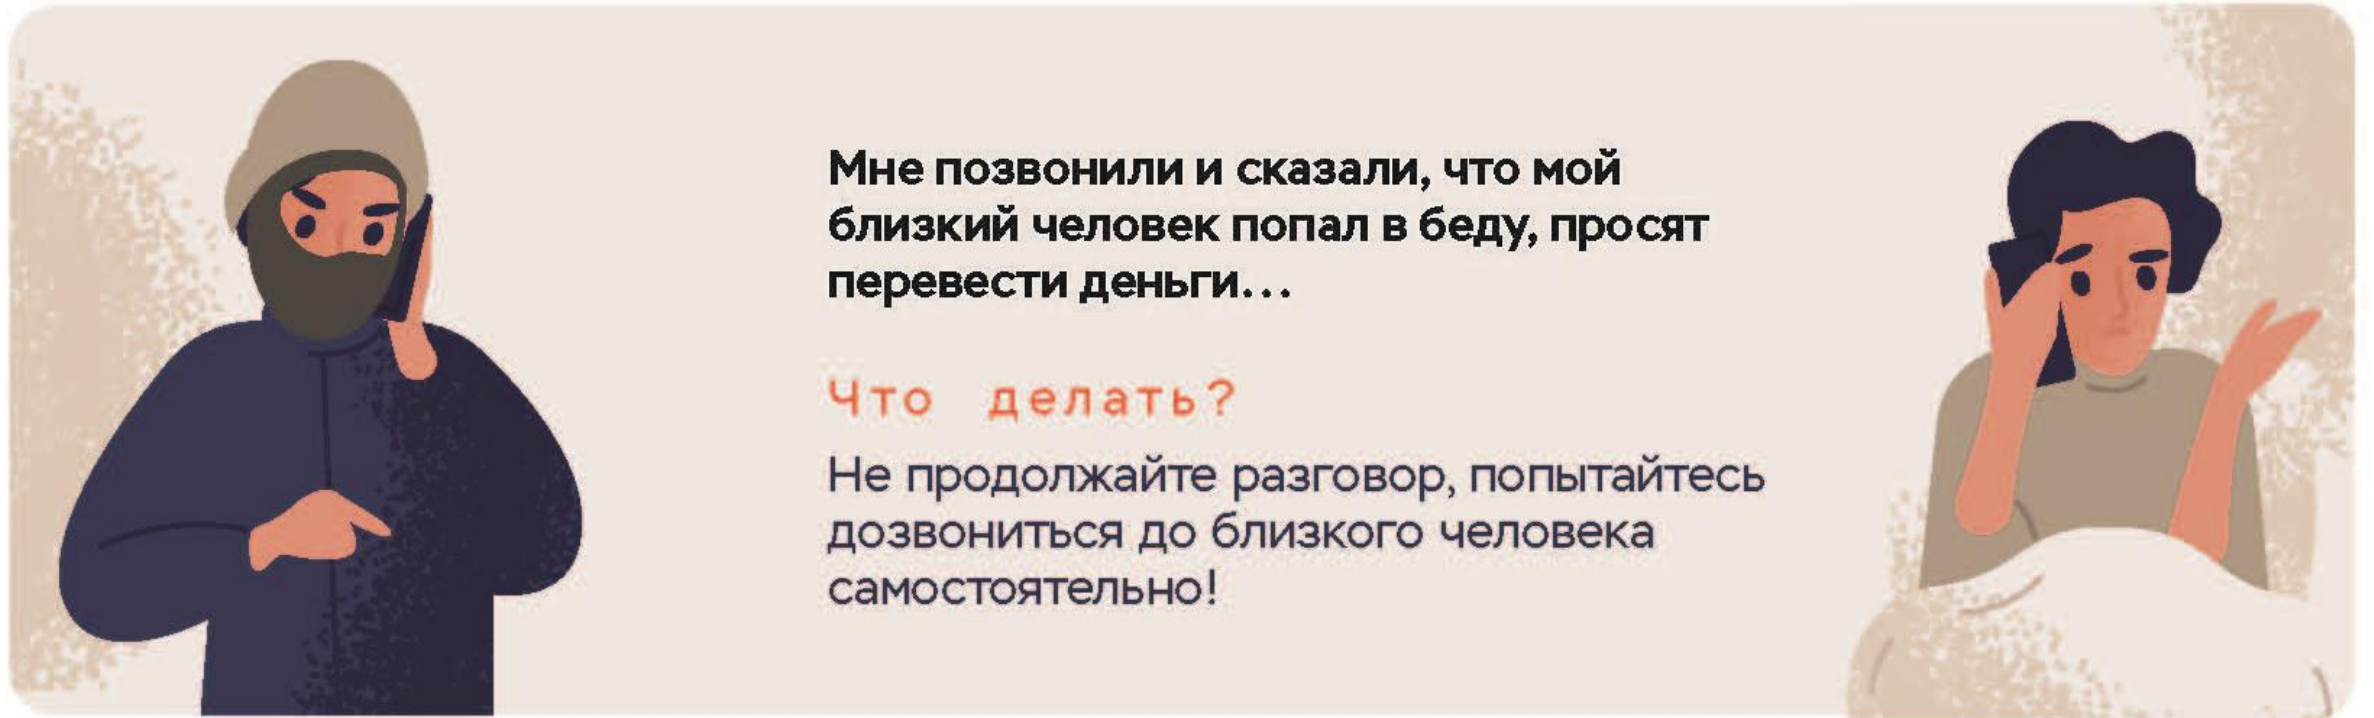 Мне позвонили и сказали, что мой
близкий человек попал в беду, просят
перевести деньги...
Что делать?
Не продолжайте разговор, попытайтесь
дозвониться до близкого человека
самостоятельно!